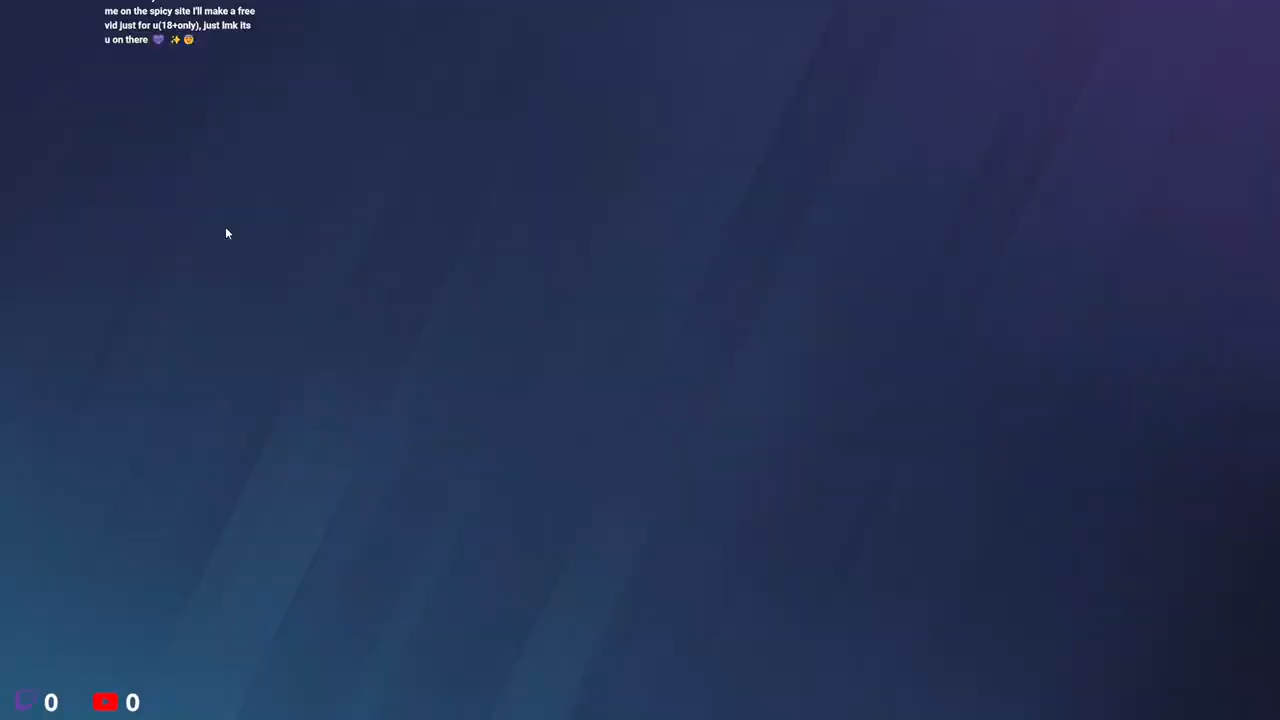 me on the spicy site I'll make a free
vid just for u(18+only), just lmk its
u on there 💜 ✨ 😇
0 0